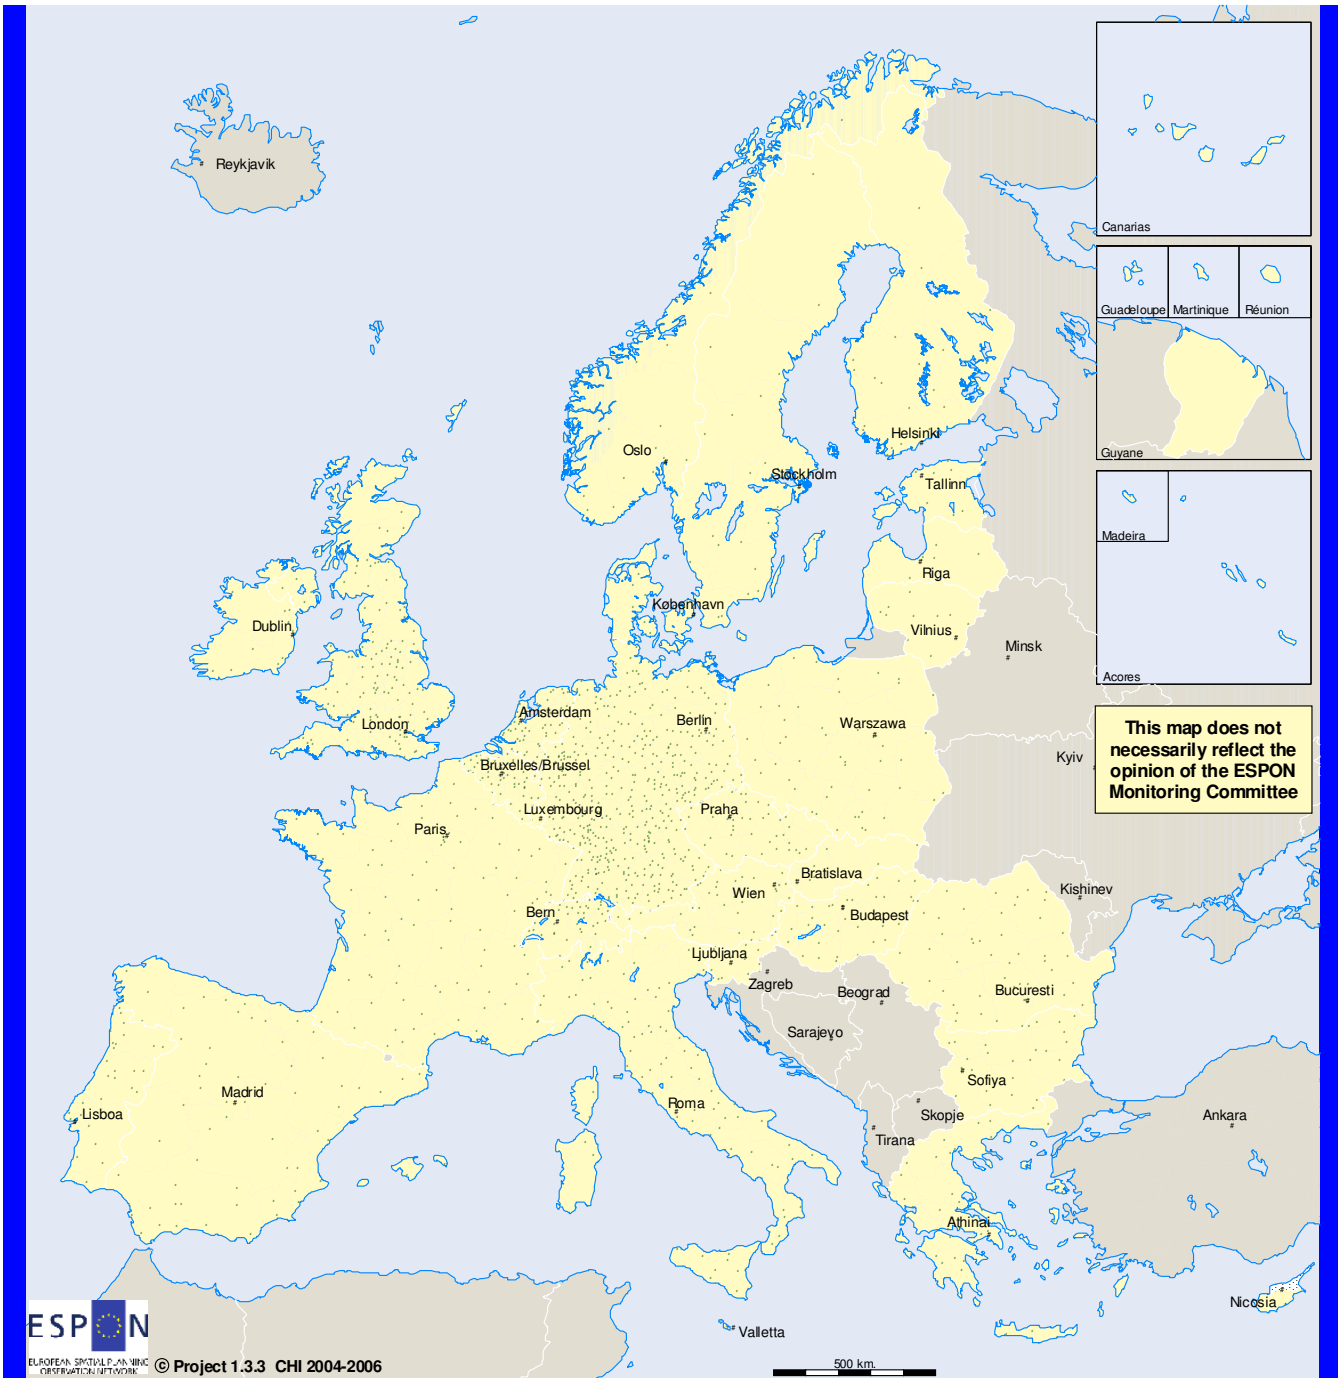 Reykjavik
Canarias
Guadeloupe
Martinique
Réunion
Guyane
Madeira
Acores
Oslo
Helsinki
Stockholm
Tallinn
Riga
København
Dublin
Vilnius
Minsk
London
Amsterdam
Berlin
Warszawa
This map does not
necessarily reflect the
opinion of the ESPON
Monitoring Committee
Kyiv
Bruxelles/Brussel
Luxembourg
Praha
Paris
Bratislava
Wien
Kishinev
Bern
Budapest
Ljubljana
Zagreb
Beograd
Bucuresti
Sarajevo
Sofiya
Madrid
Roma
Lisboa
Skopje
Ankara
Tirana
Athinai
Nicosia
Valletta
ESPON
EUROPEAN SPATIAL PLANNING
OBSERVATION NETWORK
© Project 1.3.3 CHI 2004-2006
500 km.